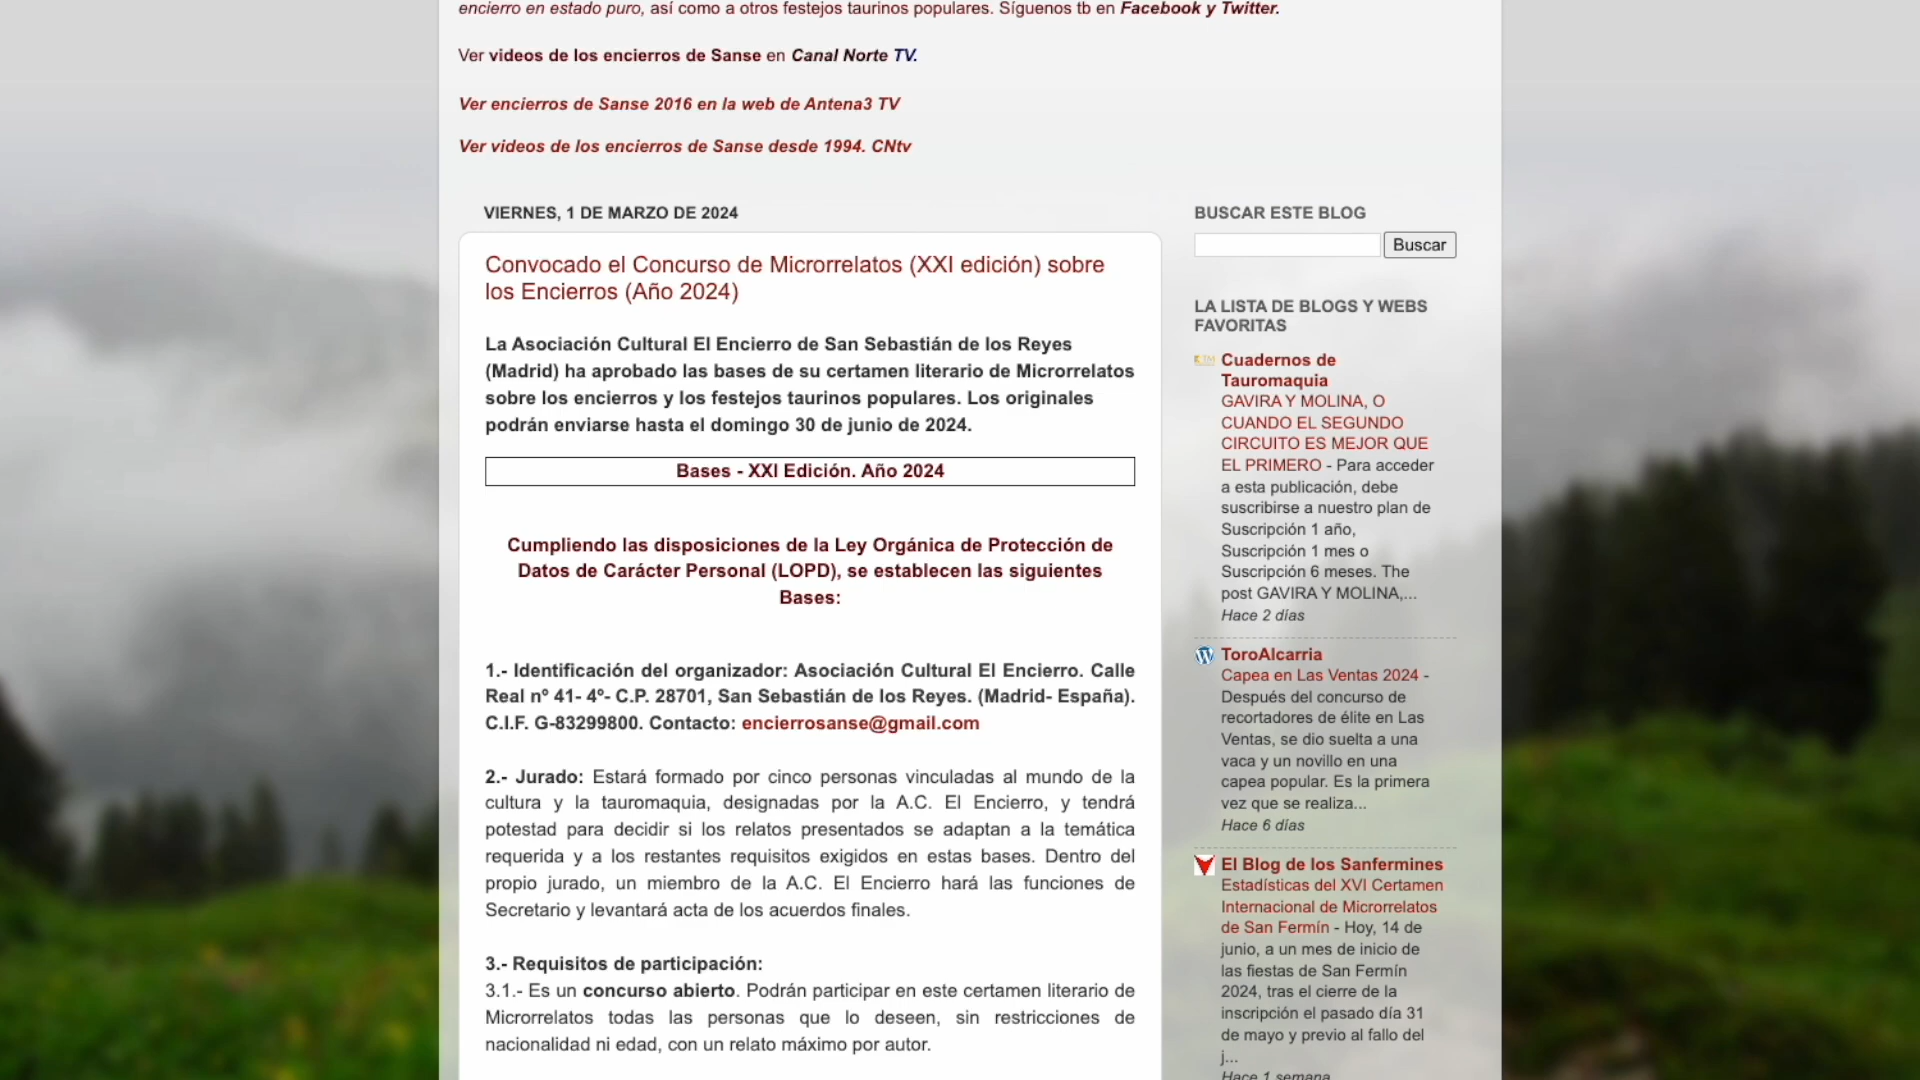 encierro en estado puro, así como a otros festejos taurinos populares. Síguenos tb en Facebook y Twitter.
Ver videos de los encierros de Sanse en Canal Norte TV.
Ver encierros de Sanse 2016 en la web de Antena3 TV
Ver videos de los encierros de Sanse desde 1994. CNtv
VIERNES, 1 DE MARZO DE 2024
Convocado el Concurso de Microrrelatos (XXI edición) sobre
los Encierros (Año 2024)
La Asociación Cultural El Encierro de San Sebastián de los Reyes
(Madrid) ha aprobado las bases de su certamen literario de Microrrelatos
sobre los encierros y los festejos taurinos populares. Los originales
podrán enviarse hasta el domingo 30 de junio de 2024.
Bases - XXI Edición. Año 2024
Cumpliendo las disposiciones de la Ley Orgánica de Protección de
Datos de Carácter Personal (LOPD), se establecen las siguientes
Bases:
1.- Identificación del organizador: Asociación Cultural El Encierro. Calle
Real nº 41- 4º- C.P. 28701, San Sebastián de los Reyes. (Madrid- España).
C.I.F. G-83299800. Contacto: encierrosanse@gmail.com
2.- Jurado: Estará formado por cinco personas vinculadas al mundo de la
cultura y la tauromaquia, designadas por la A.C. El Encierro, y tendrá
potestad para decidir si los relatos presentados se adaptan a la temática
requerida y a los restantes requisitos exigidos en estas bases. Dentro del
propio jurado, un miembro de la A.C. El Encierro hará las funciones de
Secretario y levantará acta de los acuerdos finales.
3.- Requisitos de participación:
3.1.- Es un concurso abierto. Podrán participar en este certamen literario de
Microrrelatos todas las personas que lo deseen, sin restricciones de
nacionalidad ni edad, con un relato máximo por autor.
BUSCAR ESTE BLOG
Buscar
LA LISTA DE BLOGS Y WEBS
FAVORITAS
Cuadernos de
Tauromaquia
GAVIRA Y MOLINA, O
CUANDO EL SEGUNDO
CIRCUITO ES MEJOR QUE
EL PRIMERO - Para acceder
a esta publicación, debe
suscribirse a nuestro plan de
Suscripción 1 año,
Suscripción 1 mes o
Suscripción 6 meses. The
post GAVIRA Y MOLINA,...
Hace 2 días
ToroAlcarria
Capea en Las Ventas 2024 -
Después del concurso de
recortadores de élite en Las
Ventas, se dio suelta a una
vaca y un novillo en una
capea popular. Es la primera
vez que se realiza...
Hace 6 días
El Blog de los Sanfermines
Estadísticas del XVI Certamen
Internacional de Microrrelatos
de San Fermín - Hoy, 14 de
junio, a un mes de inicio de
las fiestas de San Fermín
2024, tras el cierre de la
inscripción el pasado día 31
de mayo y previo al fallo del
j...
Hace 1 semana